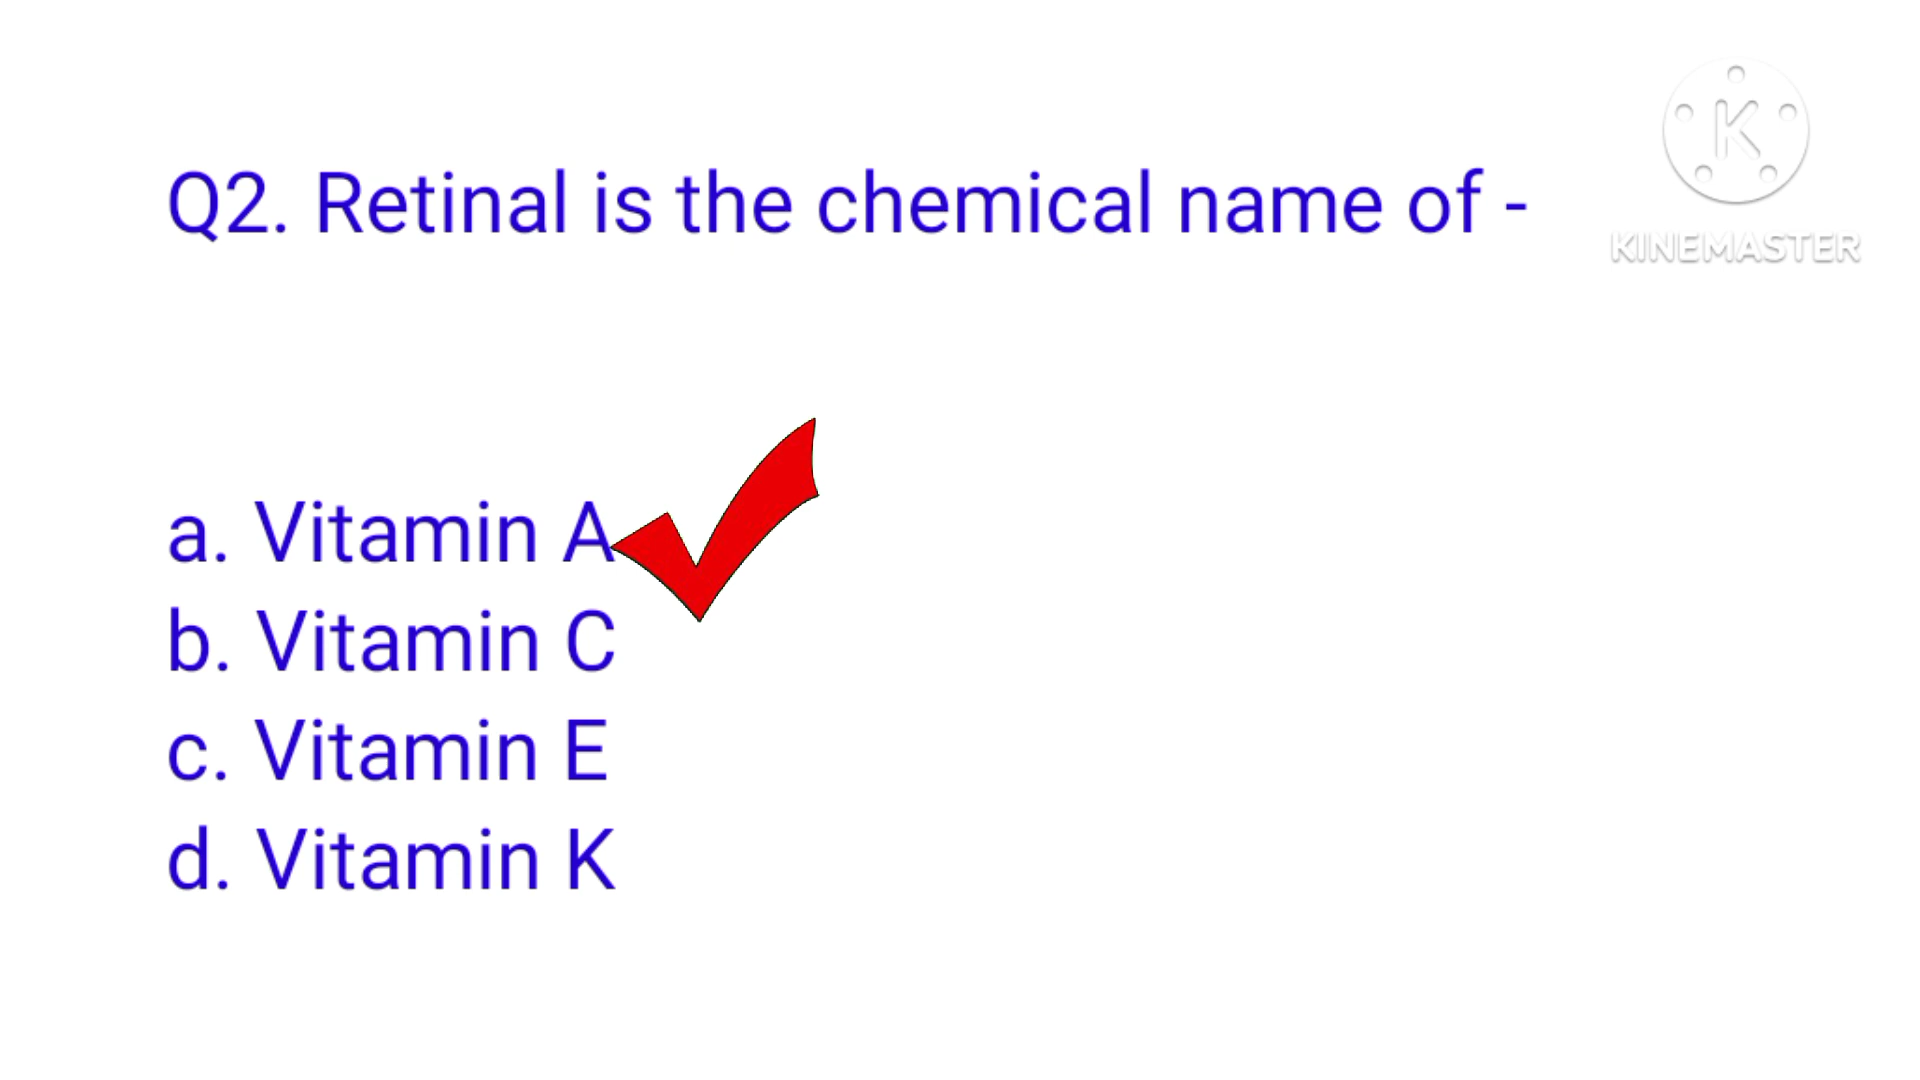 Q2. Retinal is the chemical name of -
K
KINEMASTER
a. Vitamin A
b. Vitamin C
c. Vitamin E
d. Vitamin K